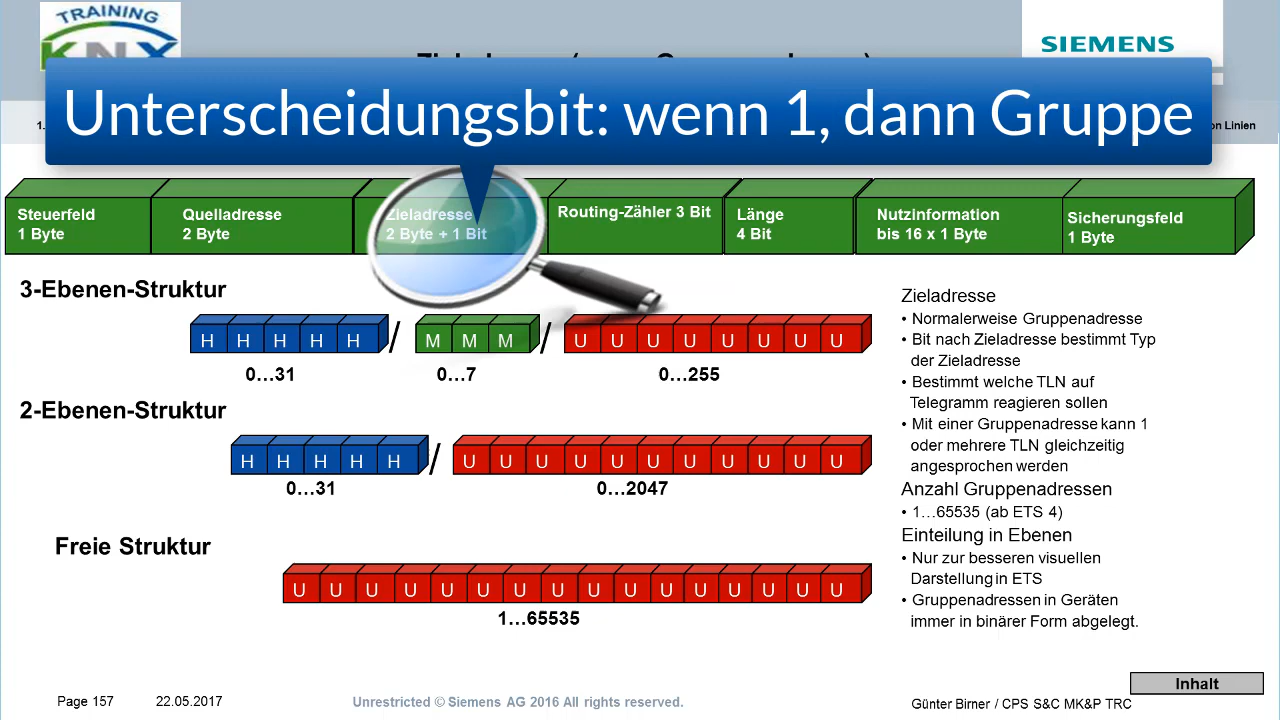 TRAINING
KNX
SIEMENS
Unterscheidungsbit: wenn 1, dann Gruppe
1.
on Linien
Steuerfeld
1 Byte
Quelladresse
2 Byte
Zieladresse
2 Byte + 1 Bit
Routing-Zähler 3 Bit
Länge
4 Bit
Nutzinformation
bis 16 x 1 Byte
Sicherungsfeld
1 Byte
3-Ebenen-Struktur
H H H H H / M M M / U U U U U U U U
0…31 0…7 0…255
2-Ebenen-Struktur
H H H H H / U U U U U U U U U U U
0…31 0…2047
Freie Struktur
U U U U U U U U U U U U U U U U
1…65535
Zieladresse
• Normalerweise Gruppenadresse
• Bit nach Zieladresse bestimmt Typ
der Zieladresse
• Bestimmt welche TLN auf
Telegramm reagieren sollen
• Mit einer Gruppenadresse kann 1
oder mehrere TLN gleichzeitig
angesprochen werden
Anzahl Gruppenadressen
• 1…65535 (ab ETS 4)
Einteilung in Ebenen
• Nur zur besseren visuellen
Darstellung in ETS
• Gruppenadressen in Geräten
immer in binärer Form abgelegt.
Inhalt
Page 157 22.05.2017 Unrestricted © Siemens AG 2016 All rights reserved. Günter Birner / CPS S&C MK&P TRC